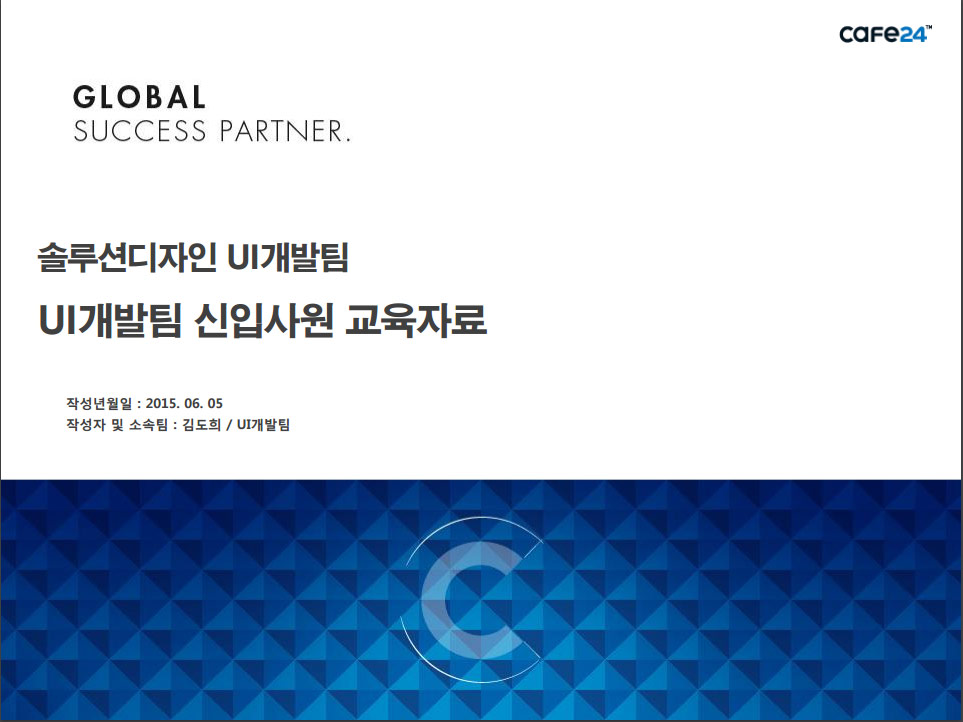 cafe24™
GLOBAL
SUCCESS PARTNER.
솔루션디자인 UI개발팀
UI개발팀 신입사원 교육자료
작성년월일 : 2015. 06. 05
작성자 및 소속팀 : 김도희 / UI개발팀
C